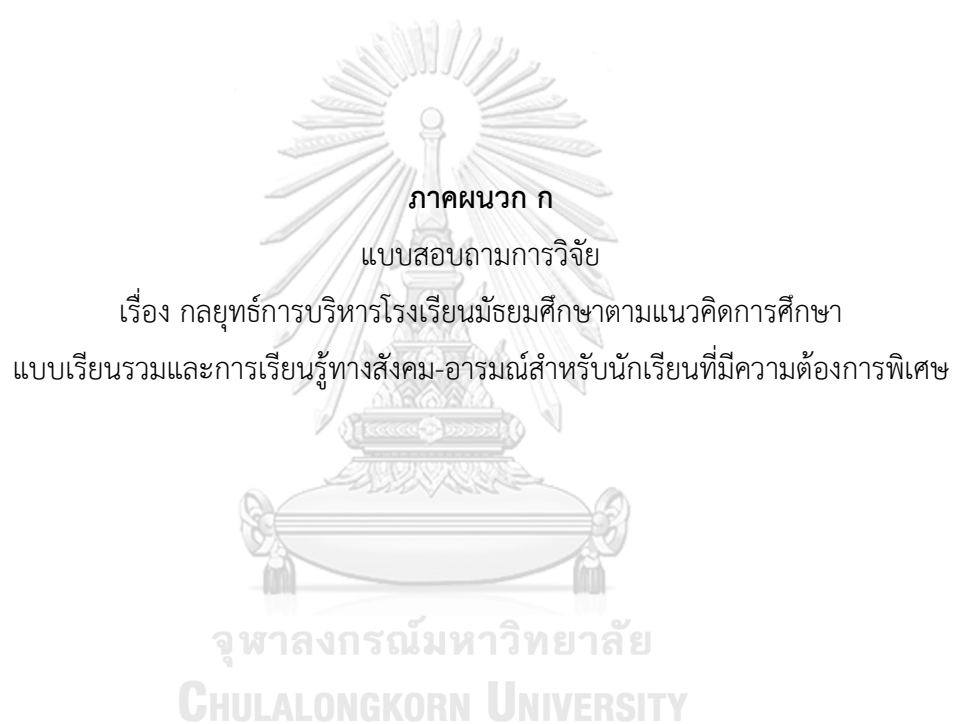 ภาคผนวก ก
แบบสอบถามการวิจัย
เรื่อง กลยุทธ์การบริหารโรงเรียนมัธยมศึกษาตามแนวคิดการศึกษา
แบบเรียนรวมและการเรียนรู้ทางสังคม-อารมณ์สำหรับนักเรียนที่มีความต้องการพิเศษ
จุฬาลงกรณ์มหาวิทยาลัย
CHULALONGKORN UNIVERSITY